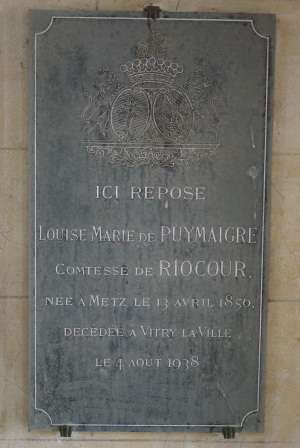 ICI REPOSE
LOUISE MARIE DE PUYMAIGRE
COMTESSE DE RIOCOUR.
NÉE A METZ LE 13 AVRIL 1850.
DÉCÉDÉE A VITRY-LA-VILLE
LE 4 AOUT 1938